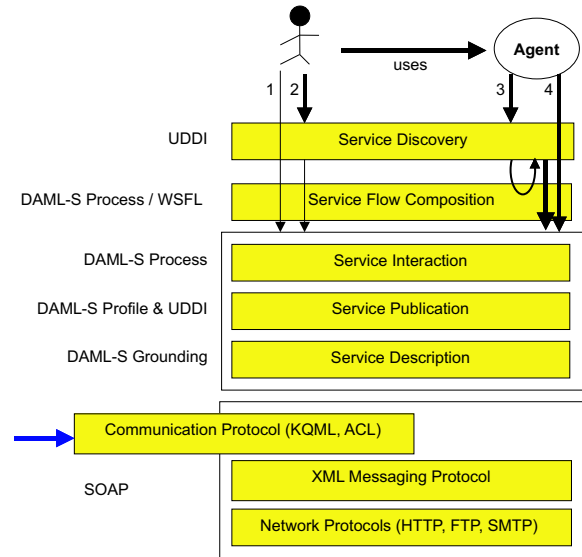 Agent
uses
1 2 3 4
UDDI Service Discovery
DAML-S Process / WSFL Service Flow Composition
DAML-S Process Service Interaction
DAML-S Profile & UDDI Service Publication
DAML-S Grounding Service Description
Communication Protocol (KQML, ACL)
XML Messaging Protocol
SOAP
Network Protocols (HTTP, FTP, SMTP)